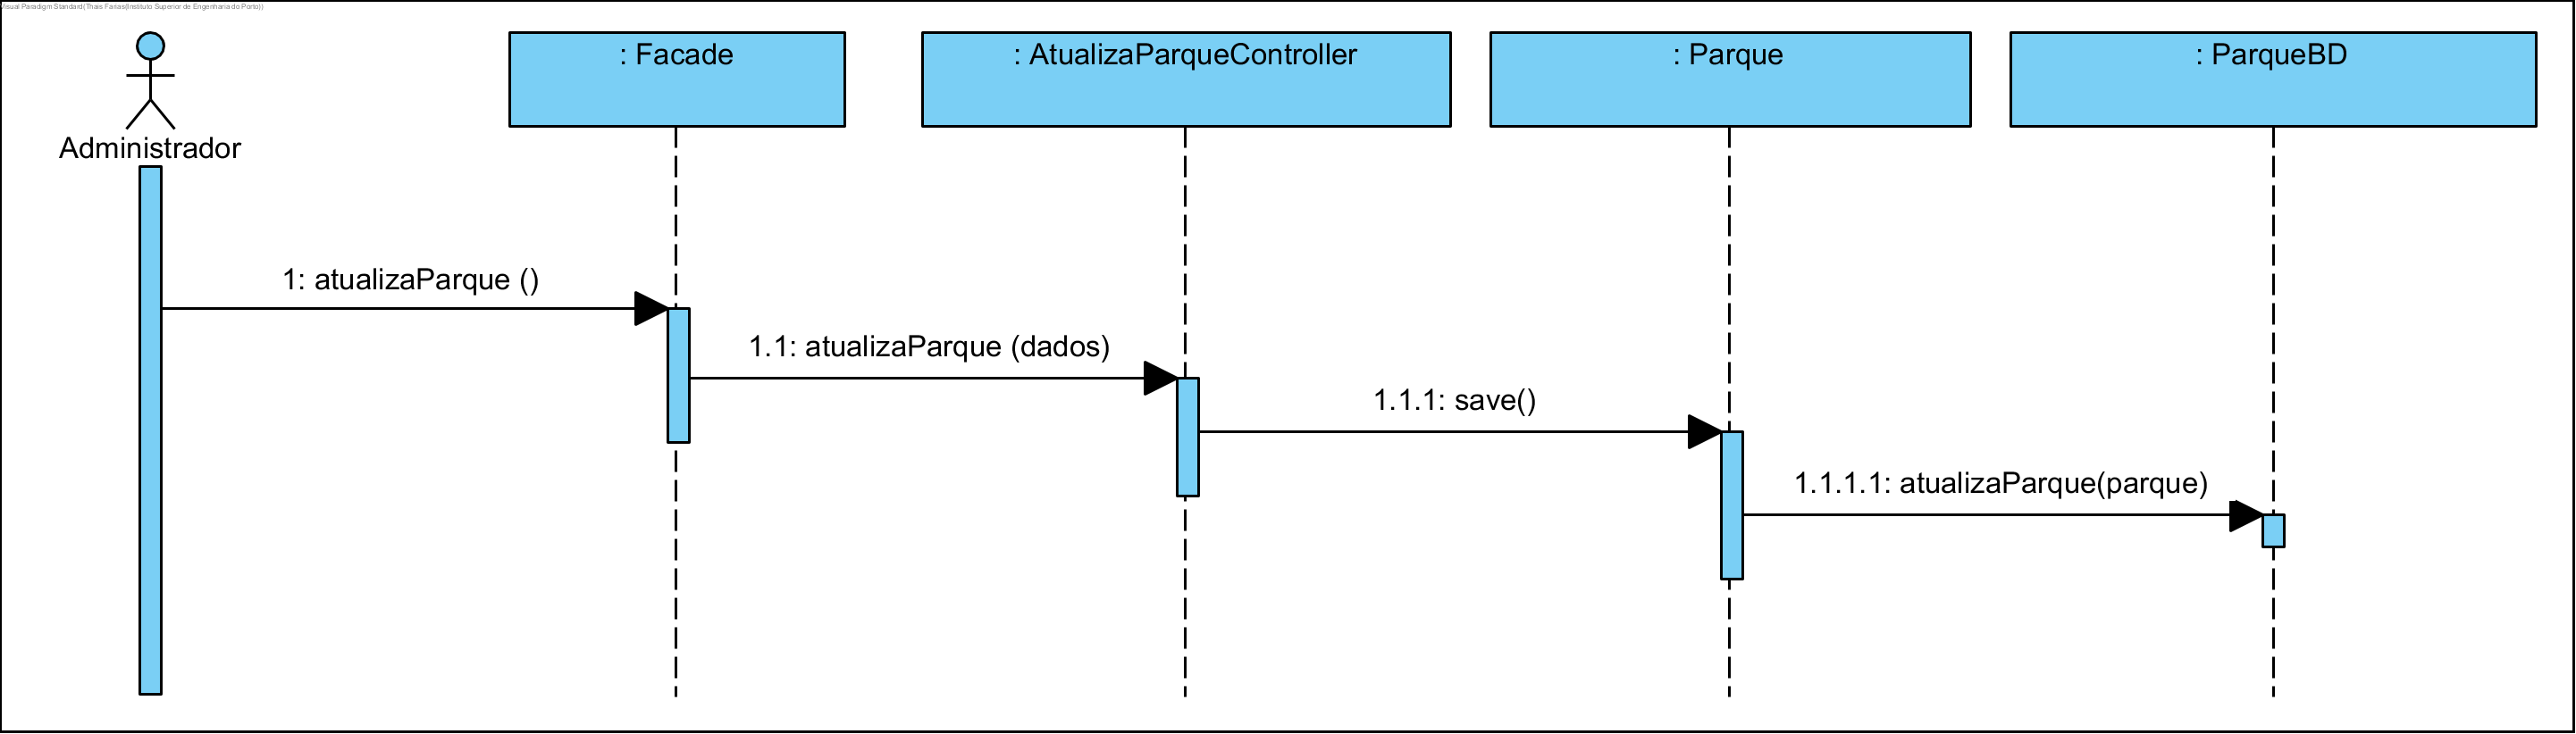 Visual Paradigm Standard(Thais Farias(Instituto Superior de Engenharia do Porto))
: Facade
: AtualizaParqueController
: Parque
: ParqueBD
Administrador
1: atualizaParque ()
1.1: atualizaParque (dados)
1.1.1: save()
1.1.1.1: atualizaParque(parque)